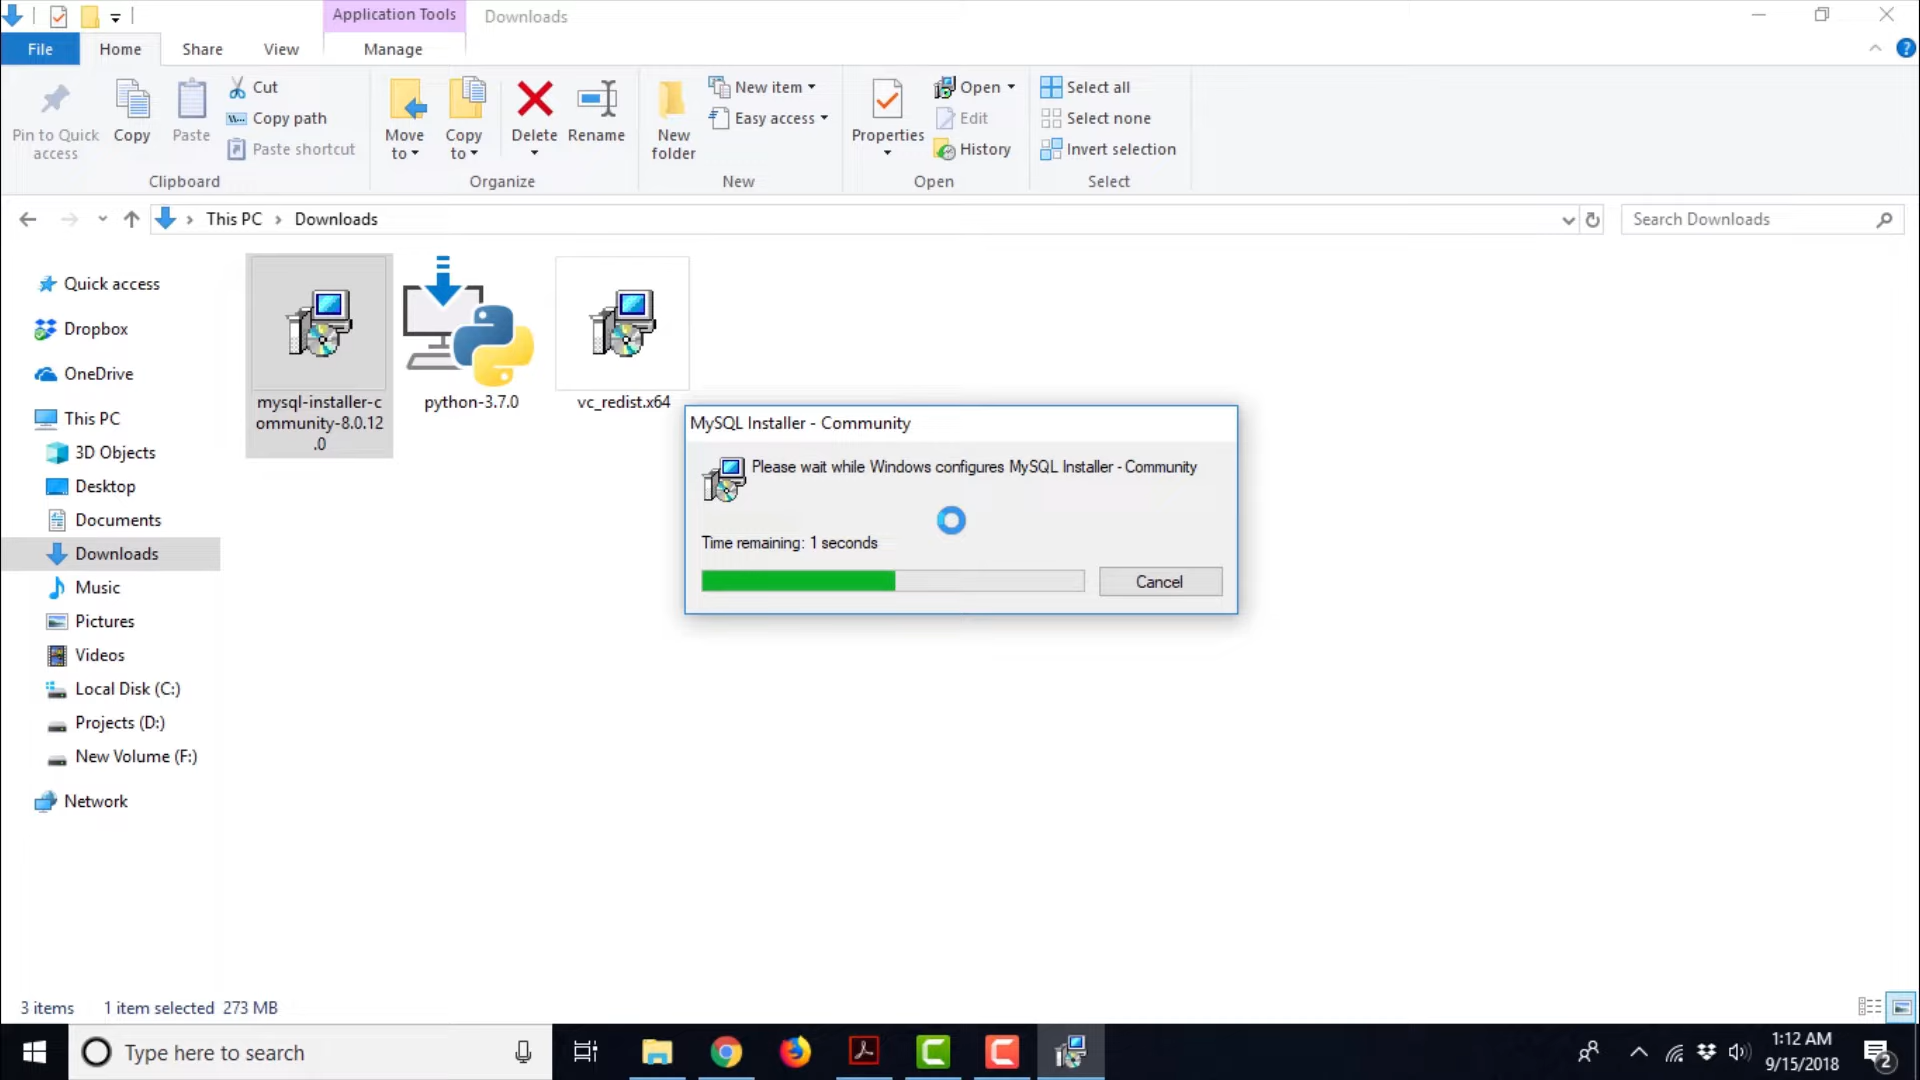 Application Tools
Downloads
File
Home
Share
View
Manage
Pin to Quick access
Copy
Paste
Cut
Copy path
Paste shortcut
Clipboard
Move to
Copy to
Delete
Rename
Organize
New folder
New item
Easy access
New
Properties
Open
Edit
History
Open
Select all
Select none
Invert selection
Select
This PC
Downloads
Search Downloads
Quick access
Dropbox
OneDrive
This PC
3D Objects
Desktop
Documents
Downloads
Music
Pictures
Videos
Local Disk (C:)
Projects (D:)
New Volume (F:)
Network
mysql-installer-c
ommunity-8.0.12
.0
python-3.7.0
vc_redist.x64
MySQL Installer - Community
Please wait while Windows configures MySQL Installer - Community
Time remaining: 1 seconds
Cancel
3 items
1 item selected 273 MB
Type here to search
1:12 AM
9/15/2018
2